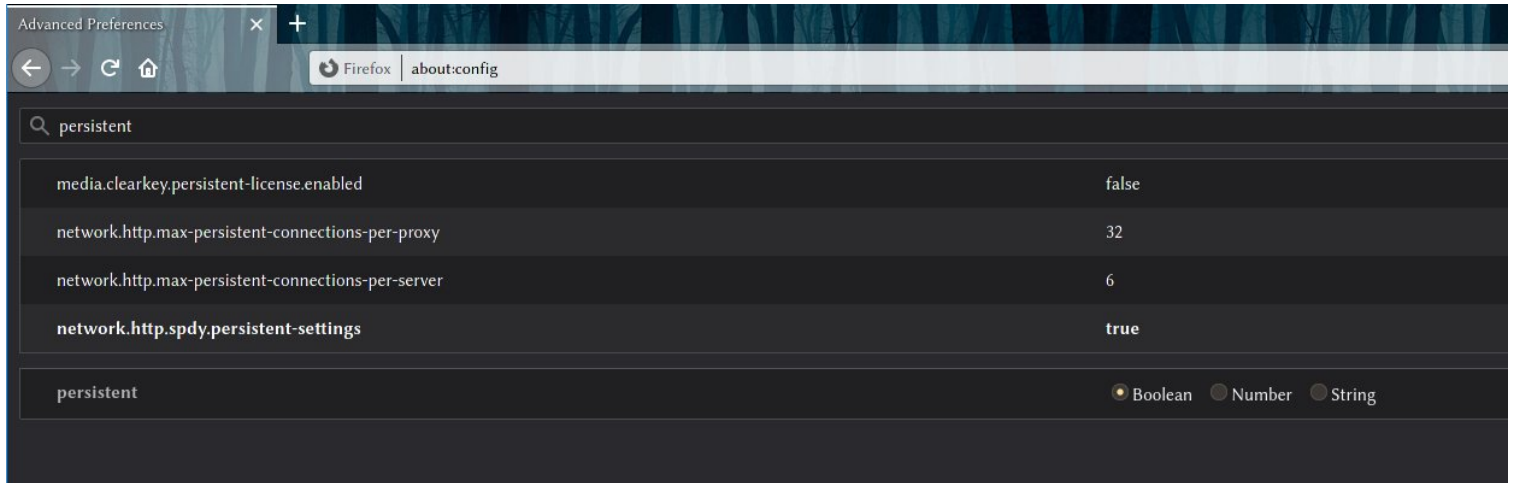 Advanced Preferences
Firefox about:config
persistent
media.clearkey.persistent-license.enabled false
network.http.max-persistent-connections-per-proxy 32
network.http.max-persistent-connections-per-server 6
network.http.spdy.persistent-settings true
persistent Boolean Number String